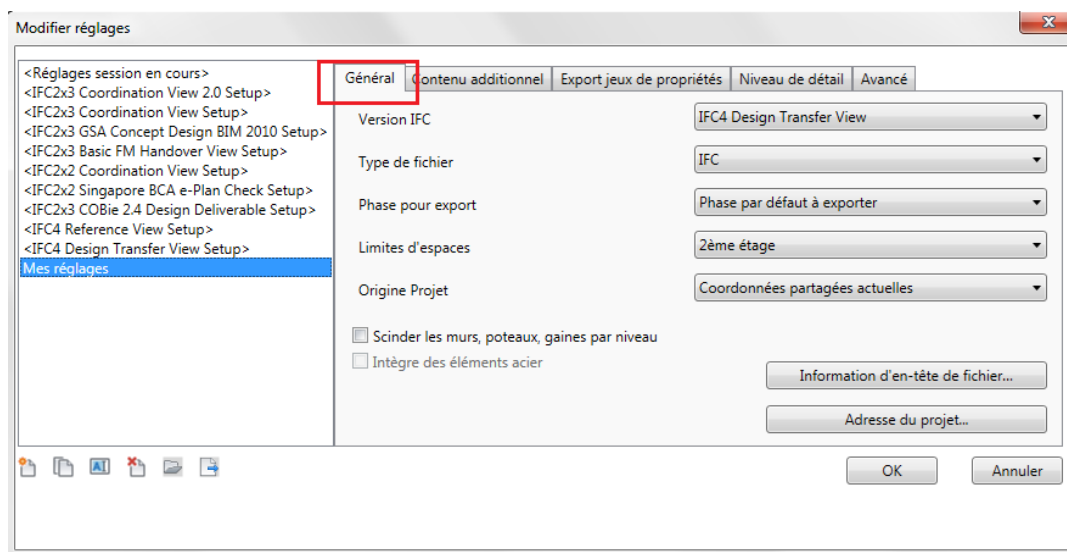 Modifier réglages
<Réglages session en cours>
<IFC2x3 Coordination View 2.0 Setup>
<IFC2x3 Coordination View Setup>
<IFC2x3 GSA Concept Design BIM 2010 Setup>
<IFC2x3 Basic FM Handover View Setup>
<IFC2x2 Coordination View Setup>
<IFC2x2 Singapore BCA e-Plan Check Setup>
<IFC2x3 COBie 2.4 Design Deliverable Setup>
<IFC4 Reference View Setup>
<IFC4 Design Transfer View Setup>
Mes réglages
Général Contenu additionnel Export jeux de propriétés Niveau de détail Avancé
Version IFC IFC4 Design Transfer View
Type de fichier IFC
Phase pour export Phase par défaut à exporter
Limites d'espaces 2ème étage
Origine Projet Coordonnées partagées actuelles
Scinder les murs, poteaux, gaines par niveau
Intègre des éléments acier
Information d'en-tête de fichier...
Adresse du projet...
AI
OK Annuler